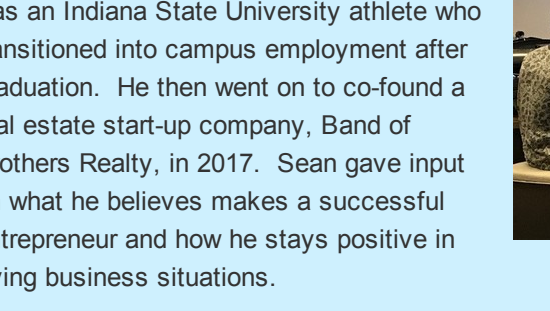 as an Indiana State University athlete who
ansitioned into campus employment after
aduation.  He then went on to co-found a
al estate start-up company, Band of
others Realty, in 2017.  Sean gave input
what he believes makes a successful
trepreneur and how he stays positive in
ying business situations.